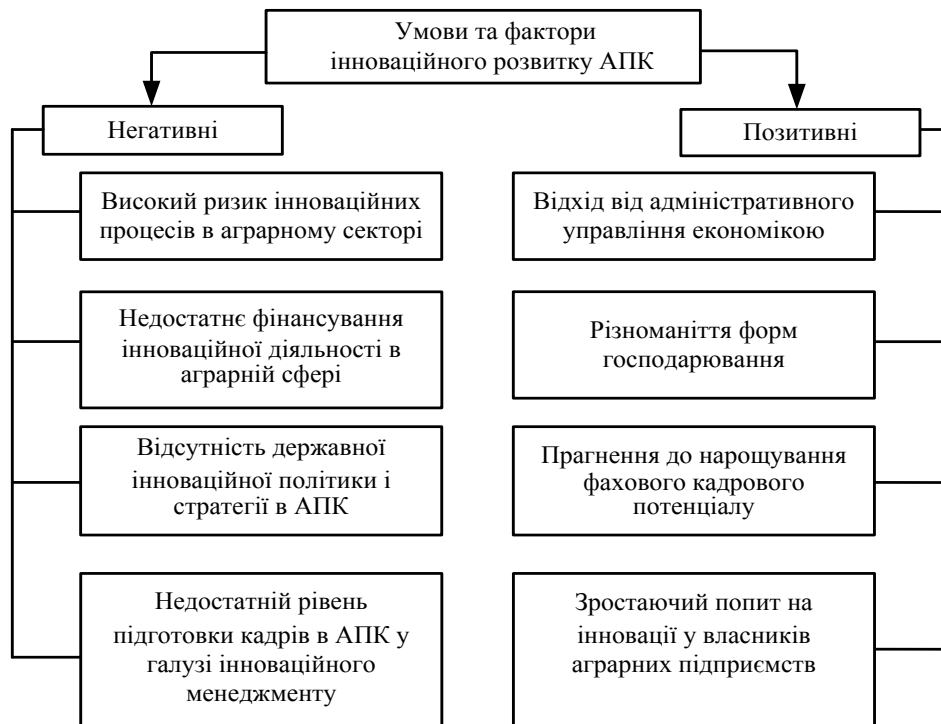 Умови та фактори
інноваційного розвитку АПК
Негативні
Позитивні
Високий ризик інноваційних
процесів в аграрному секторі
Відхід від адміністративного
управління економікою
Недостатнє фінансування
інноваційної діяльності в
аграрній сфері
Різноманіття форм
господарювання
Відсутність державної
інноваційної політики і
стратегії в АПК
Прагнення до нарощування
фахового кадрового
потенціалу
Недостатній рівень
підготовки кадрів в АПК у
галузі інноваційного
менеджменту
Зростаючий попит на
інновації у власників
аграрних підприємств